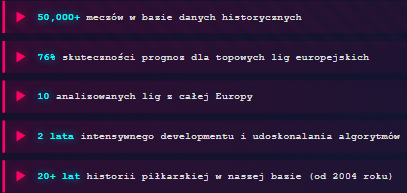 50,000+ meczów w bazie danych historycznych
76% skuteczności prognoz dla topowych lig europejskich
10 analizowanych lig z całej Europy
2 lata intensywnego developmentu i udoskonalania algorytmów
20+ lat historii piłkarskiej w naszej bazie (od 2004 roku)